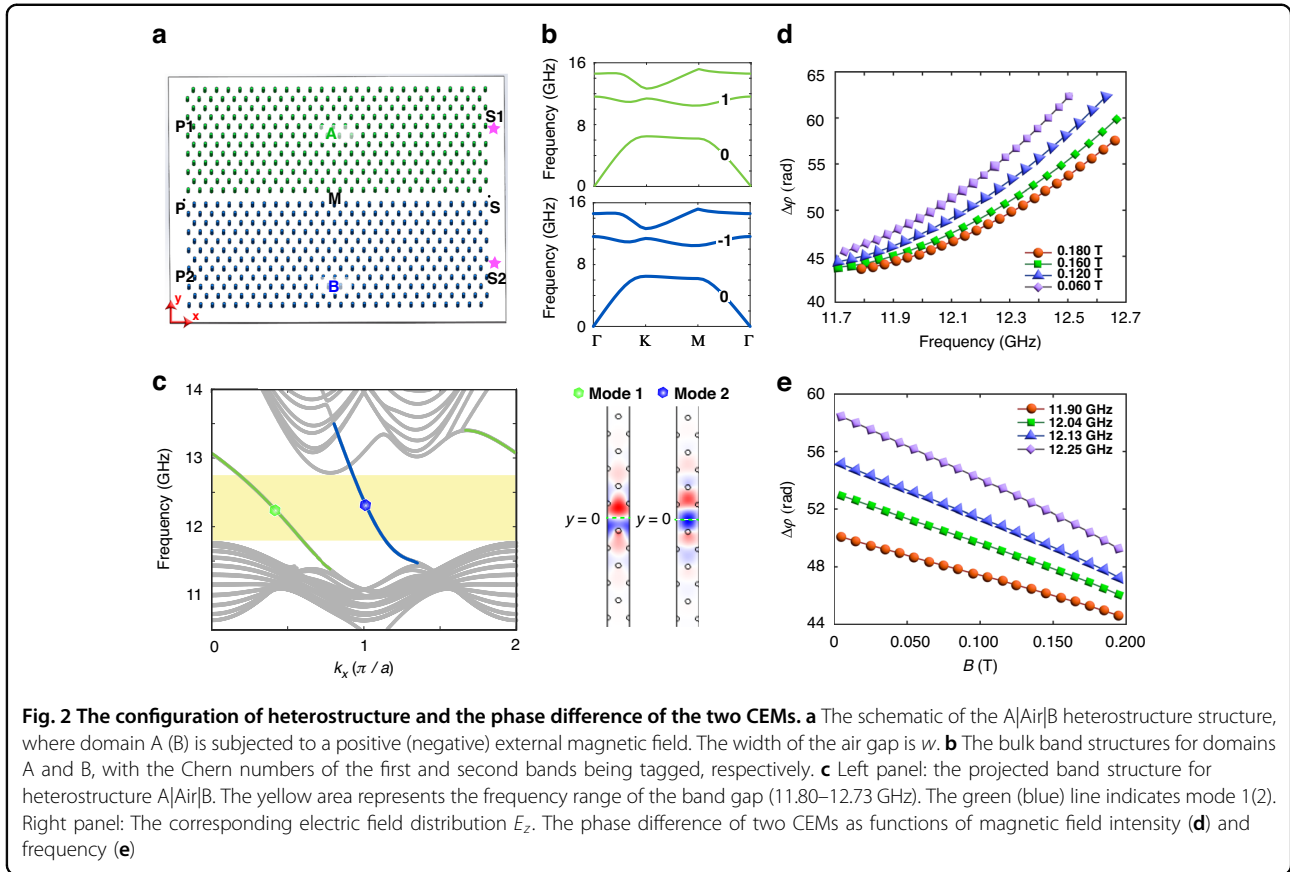 a
P1
S1
A
M
P
S
P2
S2
B
y
x
b
16
Frequency (GHz)
8
0
1
0
16
Frequency (GHz)
8
0
-1
0
Γ K M Γ
d
65
60
55
50
45
40
Δφ (rad)
0.180 T
0.160 T
0.120 T
0.060 T
11.7 11.9 12.1 12.3 12.5 12.7
Frequency (GHz)
c
14
13
12
11
Frequency (GHz)
0 1 2
kx (π / a)
Mode 1 Mode 2
y = 0 y = 0
e
60
56
52
48
44
Δφ (rad)
11.90 GHz
12.04 GHz
12.13 GHz
12.25 GHz
0 0.050 0.100 0.150 0.200
B (T)
Fig. 2 The configuration of heterostructure and the phase difference of the two CEMs. a The schematic of the A|Air|B heterostructure structure,
where domain A (B) is subjected to a positive (negative) external magnetic field. The width of the air gap is w. b The bulk band structures for domains
A and B, with the Chern numbers of the first and second bands being tagged, respectively. c Left panel: the projected band structure for
heterostructure A|Air|B. The yellow area represents the frequency range of the band gap (11.80–12.73 GHz). The green (blue) line indicates mode 1(2).
Right panel: The corresponding electric field distribution Ez. The phase difference of two CEMs as functions of magnetic field intensity (d) and
frequency (e)